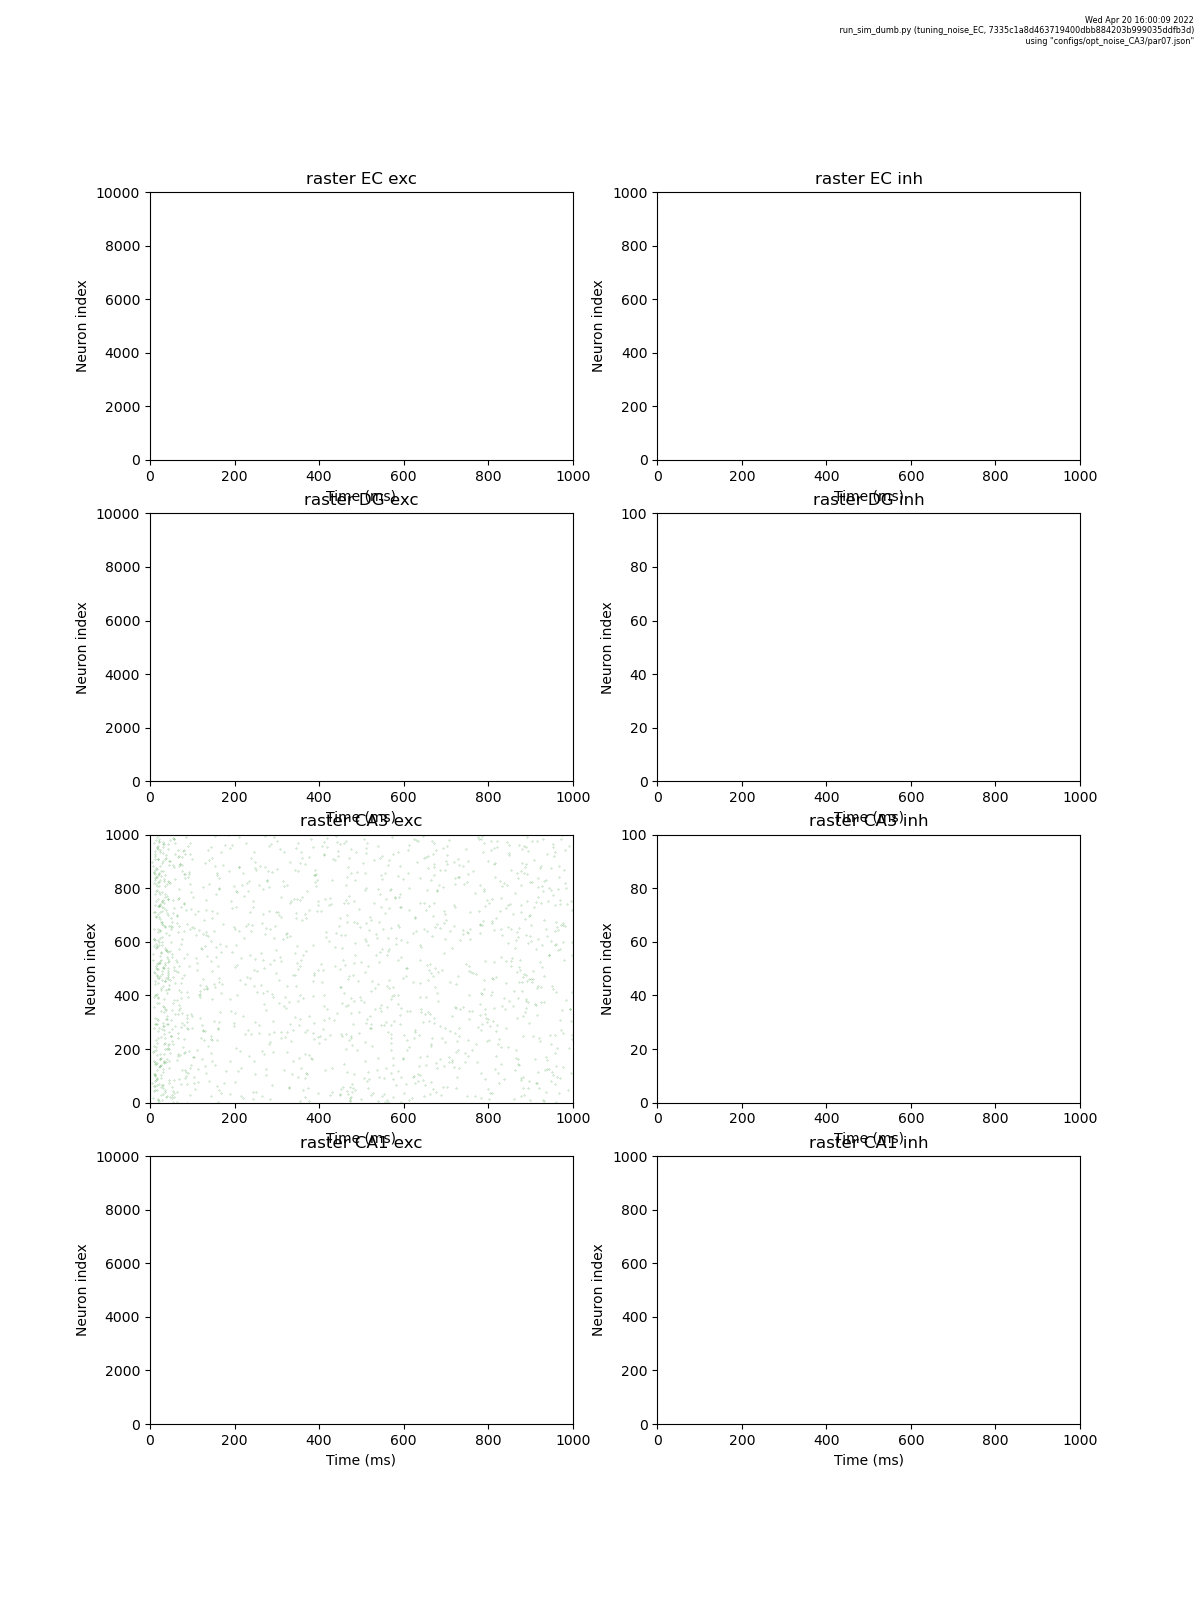 Wed Apr 20 16:00:09 2022
run_sim_dumb.py (tuning_noise_EC, 7335c1a8d463719400dbb884203b999035ddfb3d)
using "configs/opt_noise_CA3/par07.json"
raster EC exc
10000
8000
6000
4000
2000
0
Neuron index
0 200 400 600 800 1000
Time (ms)
raster EC inh
1000
800
600
400
200
0
Neuron index
0 200 400 600 800 1000
Time (ms)
raster DG exc
10000
8000
6000
4000
2000
0
Neuron index
0 200 400 600 800 1000
Time (ms)
raster DG inh
100
80
60
40
20
0
Neuron index
0 200 400 600 800 1000
Time (ms)
raster CA3 exc
1000
800
600
400
200
0
Neuron index
0 200 400 600 800 1000
Time (ms)
raster CA3 inh
100
80
60
40
20
0
Neuron index
0 200 400 600 800 1000
Time (ms)
raster CA1 exc
10000
8000
6000
4000
2000
0
Neuron index
0 200 400 600 800 1000
Time (ms)
raster CA1 inh
1000
800
600
400
200
0
Neuron index
0 200 400 600 800 1000
Time (ms)